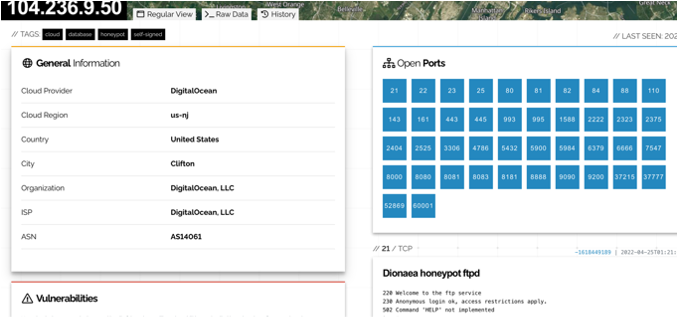 104.236.9.50
Regular View
Raw Data
History
West Orange
Belleville
Manhattan
Island
Rikers Island
Great Neck
// TAGS: cloud database honeypot self-signed
// LAST SEEN: 202
General Information
Cloud Provider DigitalOcean
Cloud Region us-nj
Country United States
City Clifton
Organization DigitalOcean, LLC
ISP DigitalOcean, LLC
ASN AS14061
Vulnerabilities
Open Ports
21 22 23 25 80 81 82 84 88 110
143 161 443 445 993 995 1588 2222 2323 2375
2404 2525 3306 4786 5432 5900 5984 6379 6666 7547
8000 8080 8081 8083 8181 8888 9090 9200 37215 37777
52869 60001
// 21 / TCP
-1618449189 | 2022-04-25T01:21:
Dionaea honeypot ftpd
220 Welcome to the ftp service
230 Anonymous login ok, access restrictions apply.
502 Command 'HELP' not implemented